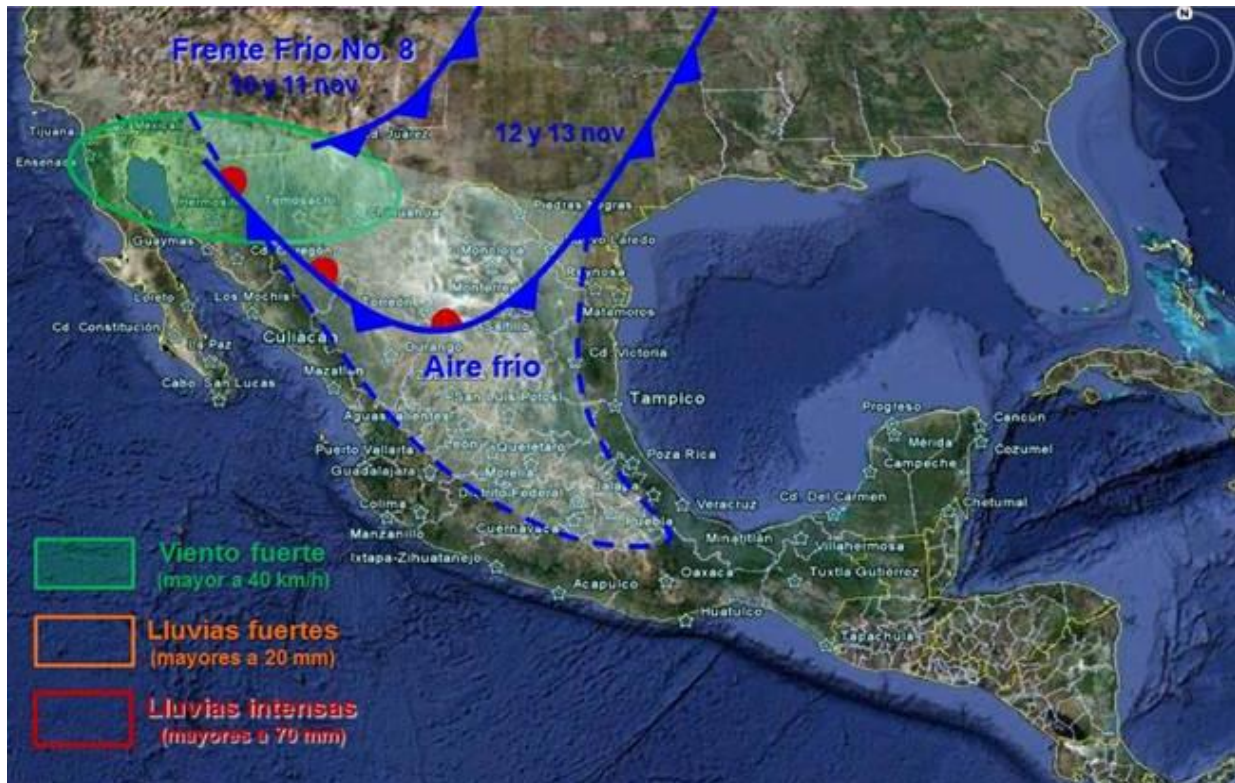 Frente Frío No. 8
10 y 11 nov
12 y 13 nov
N
Tijuana
Mexicali
Cd. Juárez
Ensenada
Hermosillo
Temosachi
Chihuahua
Piedras Negras
Guaymas
Cd. Obregón
Monclova
Nuevo Laredo
Reynosa
Loreto
Los Mochis
Torreón
Monterrey
Matamoros
Cd. Constitución
Culiacán
Saltillo
La Paz
Durango
Aire frío
Cd. Victoria
Mazatlán
Cabo San Lucas
San Luis Potosí
Tampico
Aguascalientes
Progreso
Cancún
Puerto Vallarta
León
Querétaro
Mérida
Cozumel
Guadalajara
Morelia
Poza Rica
Campeche
Colima
Distrito Federal
Jalapa
Veracruz
Cd. Del Carmen
Chetumal
Manzanillo
Cuernavaca
Puebla
Minatitlán
Villahermosa
Ixtapa-Zihuatanejo
Acapulco
Oaxaca
Tuxtla Gutiérrez
Huatulco
Tapachula
Viento fuerte
(mayor a 40 km/h)
Lluvias fuertes
(mayores a 20 mm)
Lluvias intensas
(mayores a 70 mm)